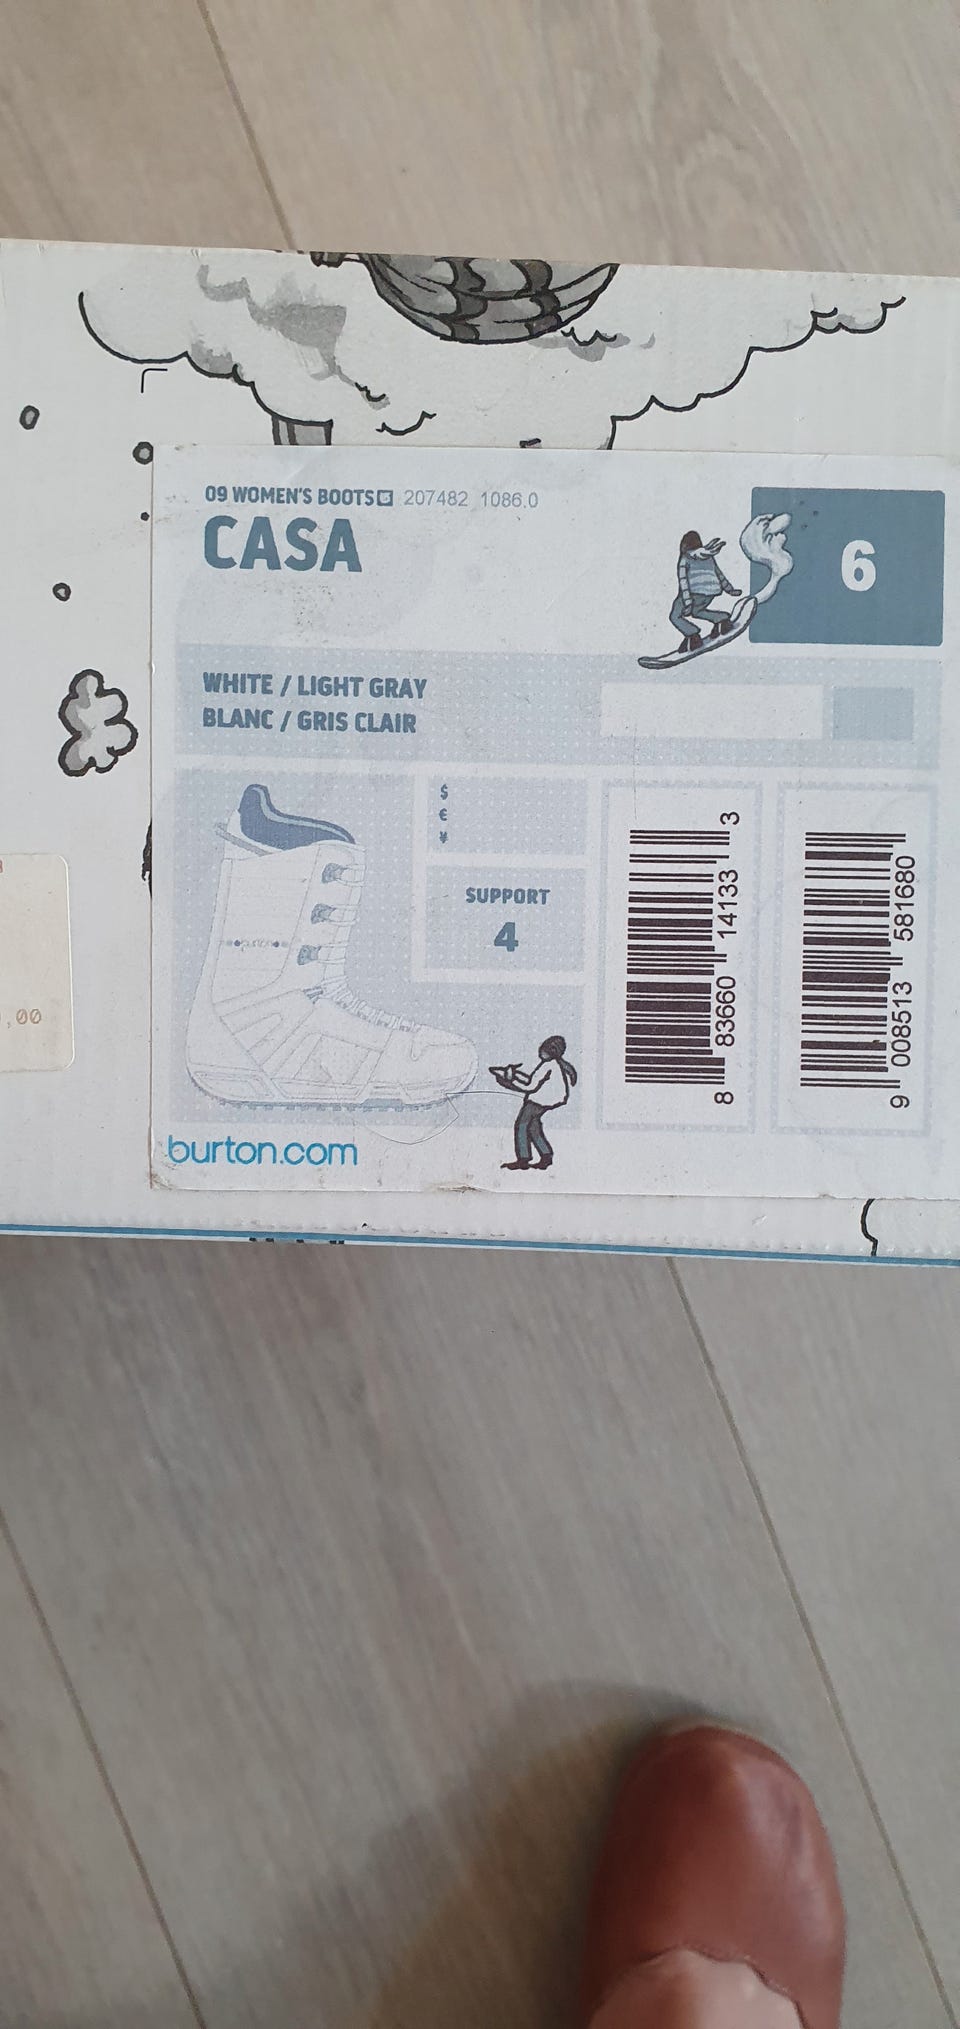 09 WOMEN'S BOOTS 207482 1086.0
CASA
6
WHITE / LIGHT GRAY
BLANC / GRIS CLAIR
$
€
¥
SUPPORT
4
8 83660 14133 3
9 008513 581680
burton
burton.com
,00